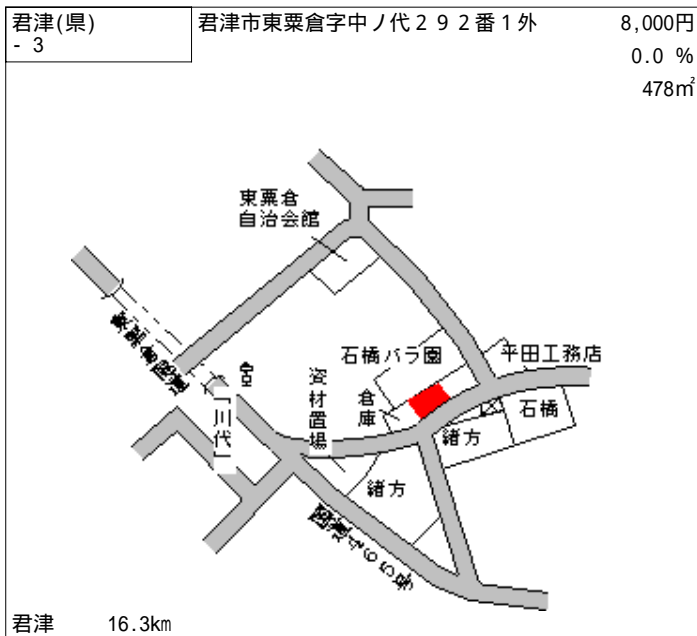 君津(県)
- 3
君津市東粟倉字中ノ代２９２番１外
8,000円
0.0 %
478㎡
東粟倉
自治会館
石橋バラ園
平田工務店
資材置場
倉庫
石橋
緒方
緒方
「川代」
国道465号
君津 16.3km